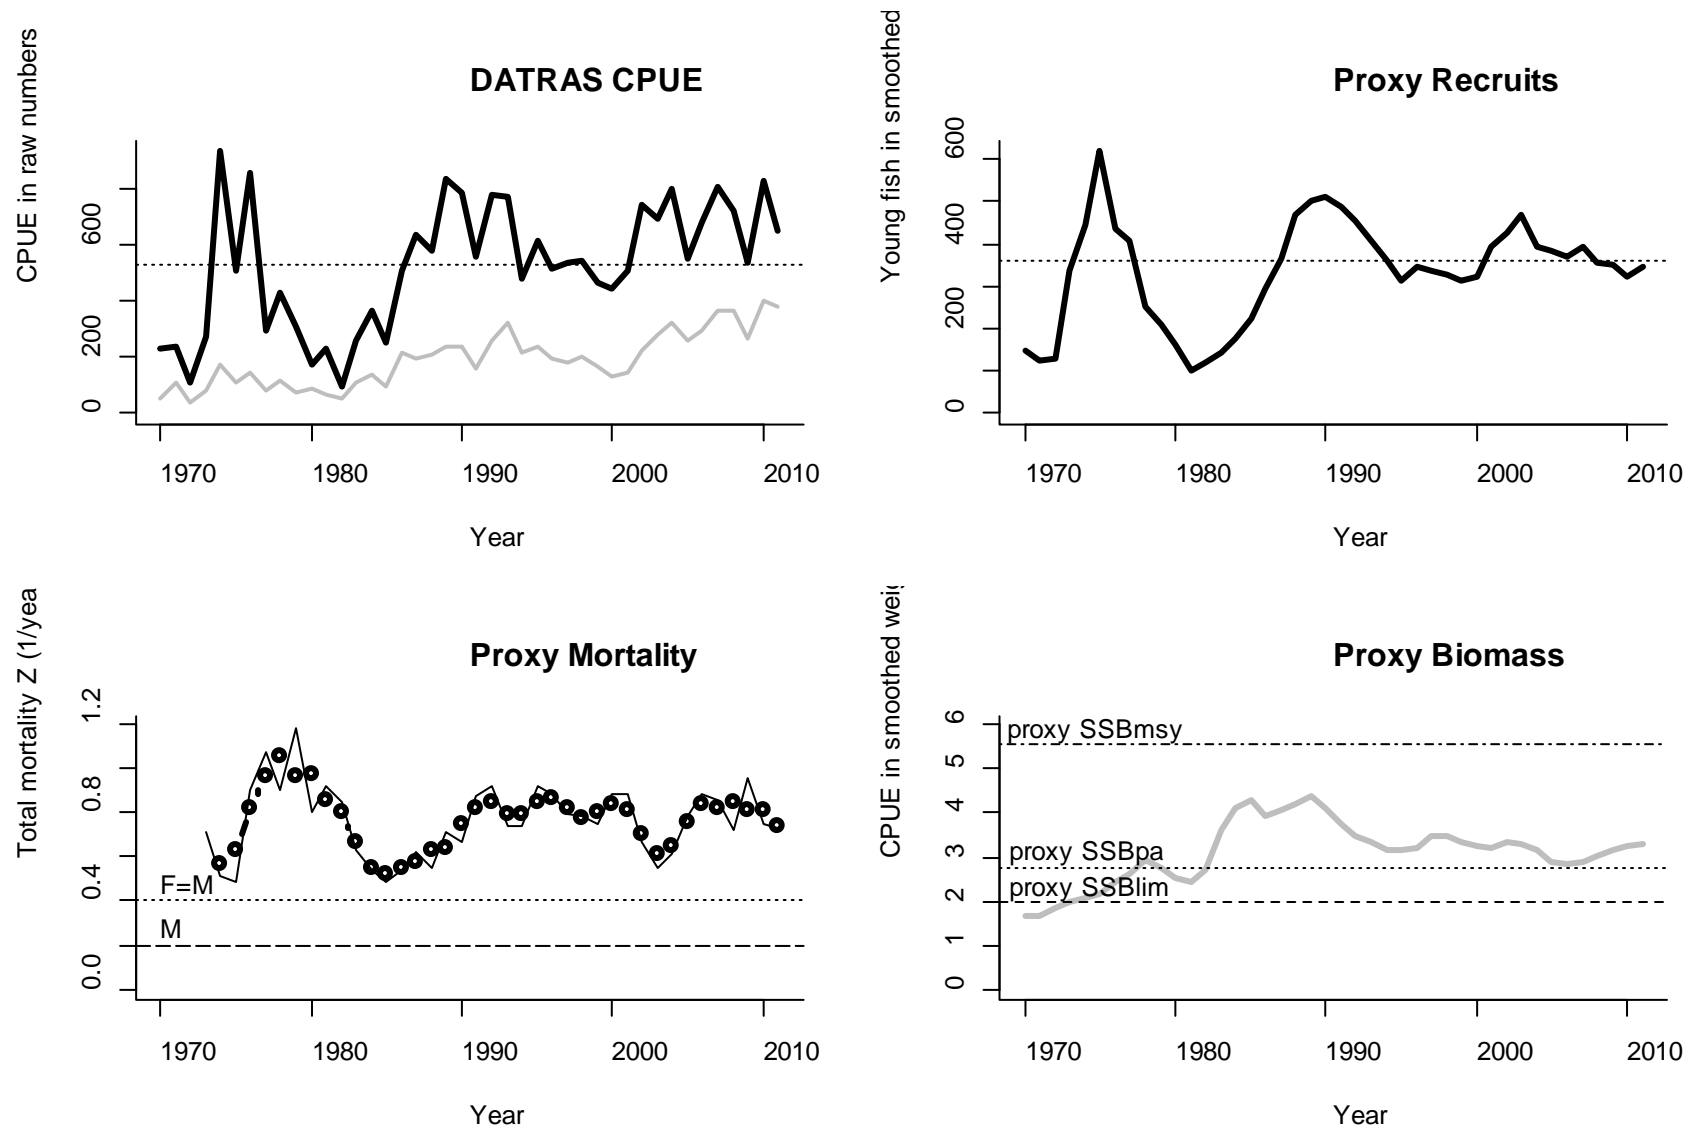 DATRAS CPUE
CPUE in raw numbers
0 200 600
1970 1980 1990 2000 2010
Year
Proxy Recruits
Young fish in smoothed
0 200 400 600
1970 1980 1990 2000 2010
Year
Proxy Mortality
Total mortality Z (1/yea
0.0 0.4 0.8 1.2
F=M
M
1970 1980 1990 2000 2010
Year
Proxy Biomass
CPUE in smoothed weig
0 1 2 3 4 5 6
proxy SSBmsy
proxy SSBpa
proxy SSBlim
1970 1980 1990 2000 2010
Year